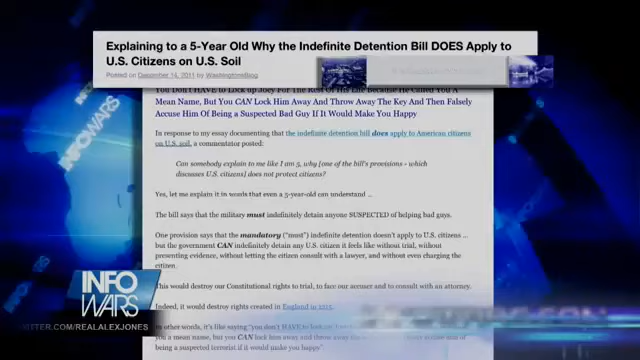 Explaining to a 5-Year Old Why the Indefinite Detention Bill DOES Apply to
U.S. Citizens on U.S. Soil
Posted on December 14, 2011 by WashingtonsBlog
You Don't HAVE to Lock up Joey For The Rest Of His Life Because He Called You A
Mean Name, But You CAN Lock Him Away And Throw Away The Key And Then Falsely
Accuse Him Of Being a Suspected Bad Guy If It Would Make You Happy
In response to my essay documenting that the indefinite detention bill does apply to American citizens
on U.S. soil, a commentator posted:
Can somebody explain to me like I am 5, why [one of the bill's provisions - which
discusses U.S. citizens] does not protect citizens?
Yes, let me explain it in words that even a 5-year-old can understand ...
The bill says that the military must indefinitely detain anyone SUSPECTED of helping bad guys.
One provision says that the mandatory ("must") indefinite detention doesn't apply to U.S. citizens ...
but the government CAN indefinitely detain any U.S. citizen it feels like without trial, without
presenting evidence, without letting the citizen consult with a lawyer, and without even charging the
citizen.
This would destroy our Constitutional rights to trial, to face our accuser and to consult with an attorney.
Indeed, it would destroy rights created in England in
In other words, it's like saying "you don't HAVE to
you a mean name, but you CAN lock him away and throw away the
being a suspected terrorist if it would make you happy".
INFO
WARS
INFO
WARS
TWITTER.COM/REALALEXJONES